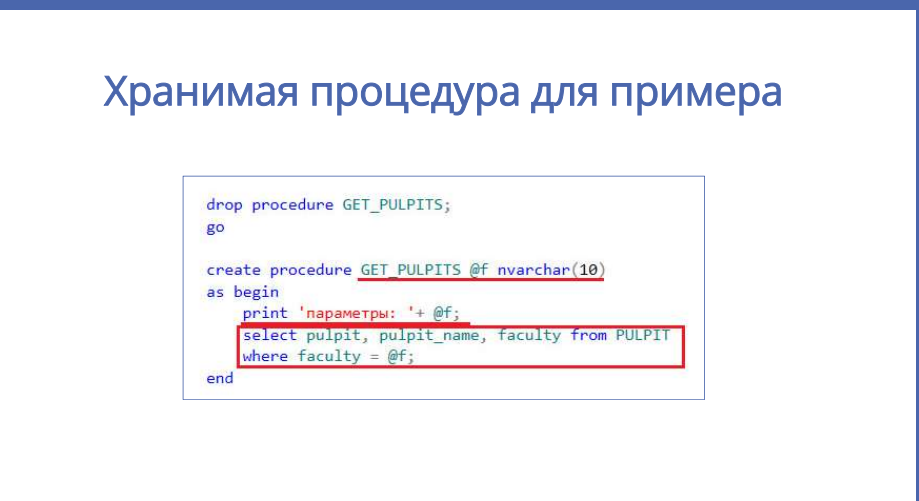 Хранимая процедура для примера
drop procedure GET_PULPITS;
go
create procedure GET_PULPITS @f nvarchar(10)
as begin
print 'параметры: '+ @f;
select pulpit, pulpit_name, faculty from PULPIT
where faculty = @f;
end